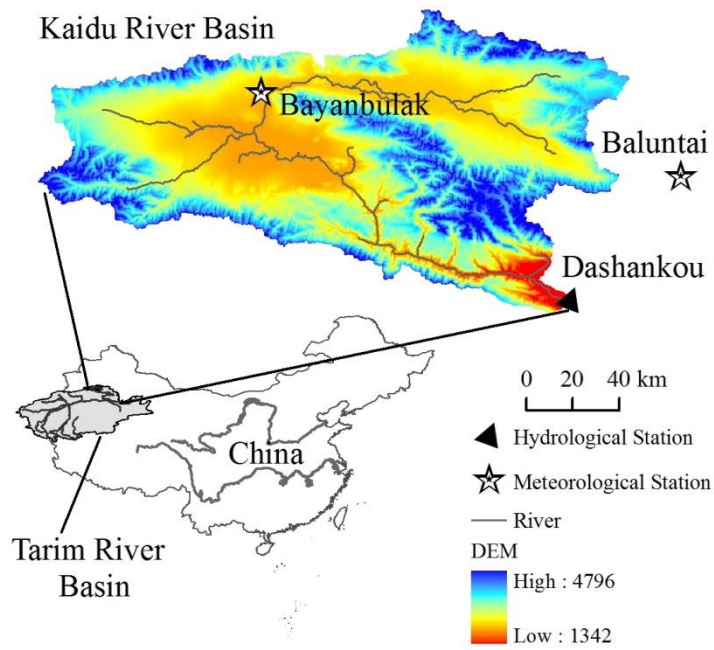 Kaidu River Basin
Bayanbulak
Baluntai
Dashankou
0 20 40 km
Hydrological Station
China
Meteorological Station
River
Tarim River
Basin
DEM
High : 4796
Low : 1342